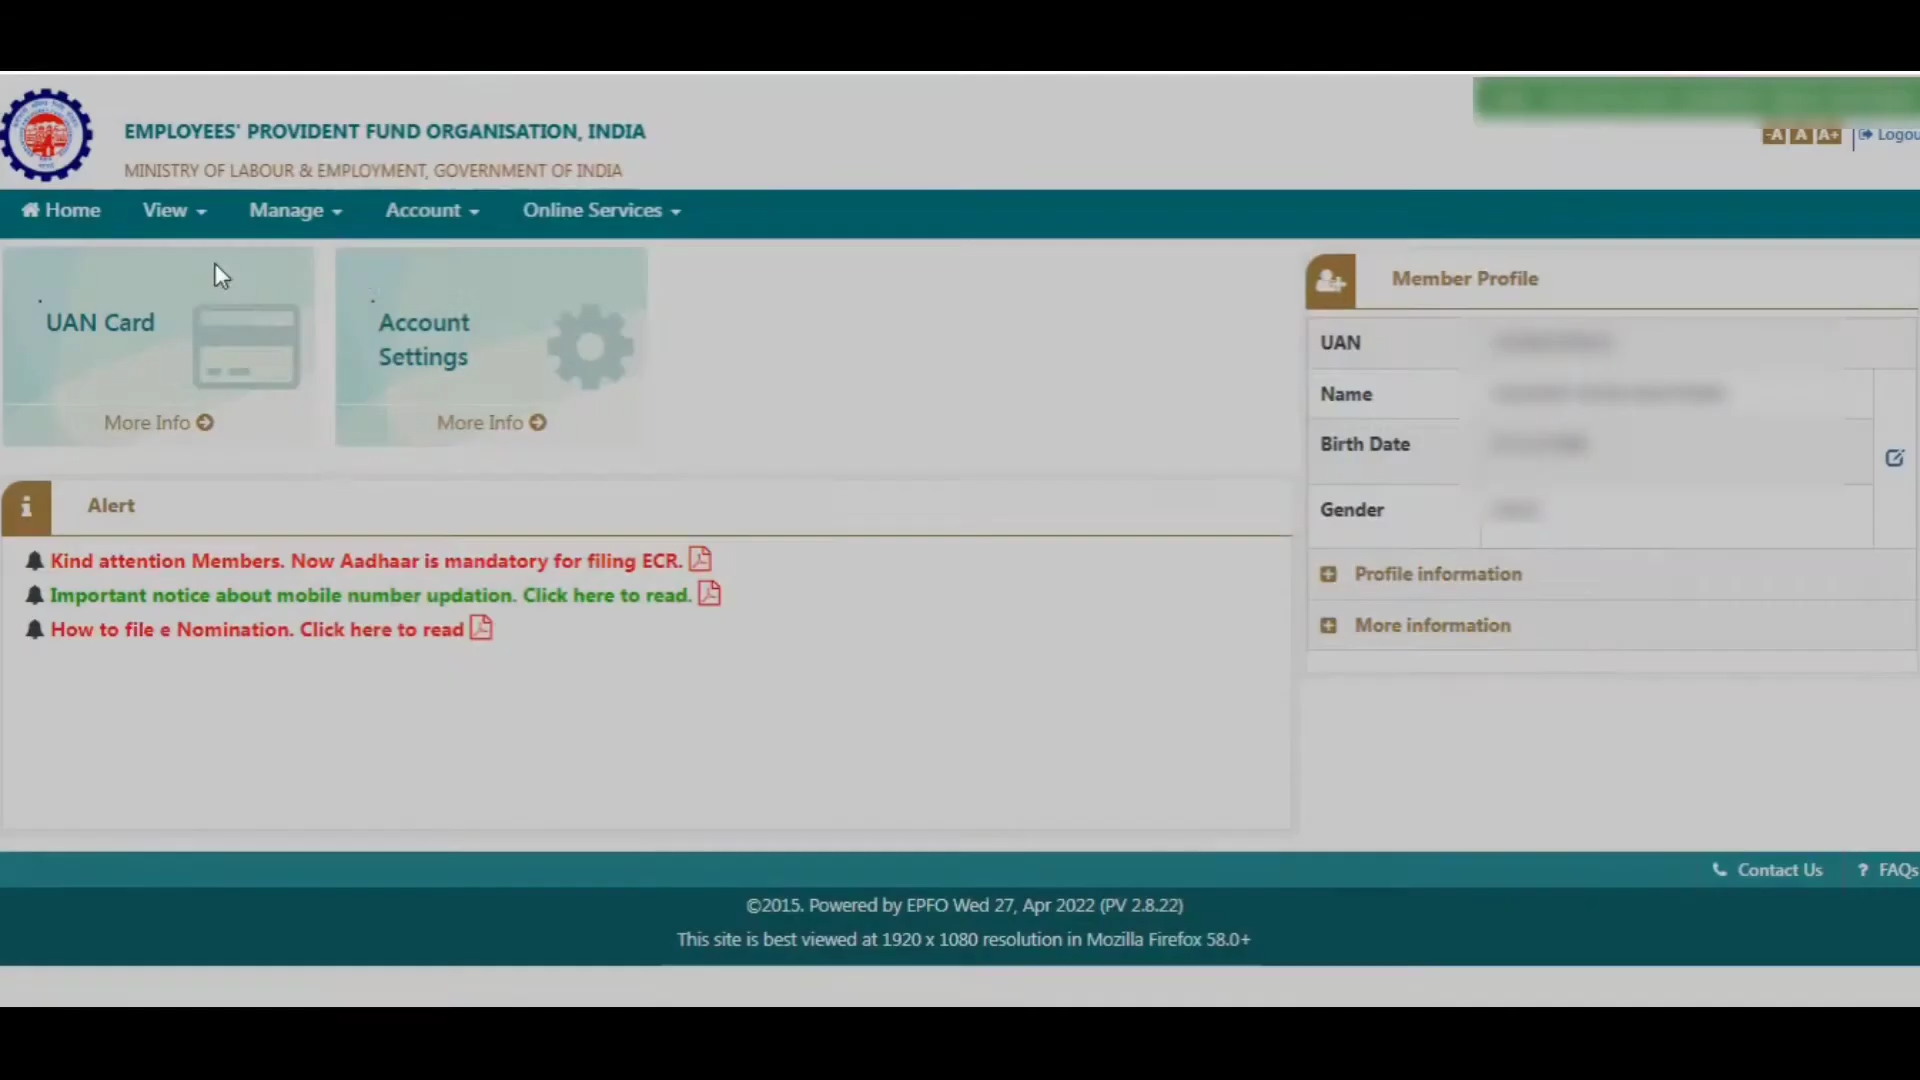 EMPLOYEES' PROVIDENT FUND ORGANISATION, INDIA
MINISTRY OF LABOUR & EMPLOYMENT, GOVERNMENT OF INDIA
-A A A+ Logou
Home View Manage Account Online Services
UAN Card
More Info
Account
Settings
More Info
Member Profile
UAN
Name
Birth Date
Gender
Profile information
More information
Alert
Kind attention Members. Now Aadhaar is mandatory for filing ECR.
Important notice about mobile number updation. Click here to read.
How to file e Nomination. Click here to read
Contact Us ? FAQs
©2015. Powered by EPFO Wed 27, Apr 2022 (PV 2.8.22)
This site is best viewed at 1920 x 1080 resolution in Mozilla Firefox 58.0+